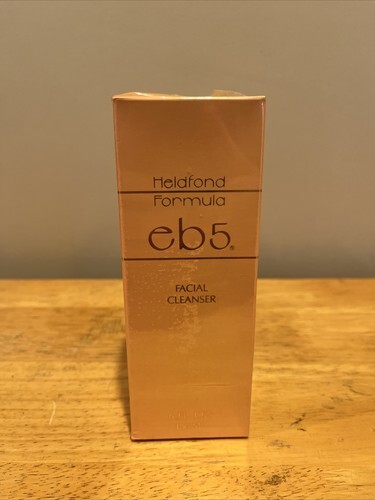 Heldfond
Formula
eb5®
FACIAL
CLEANSER